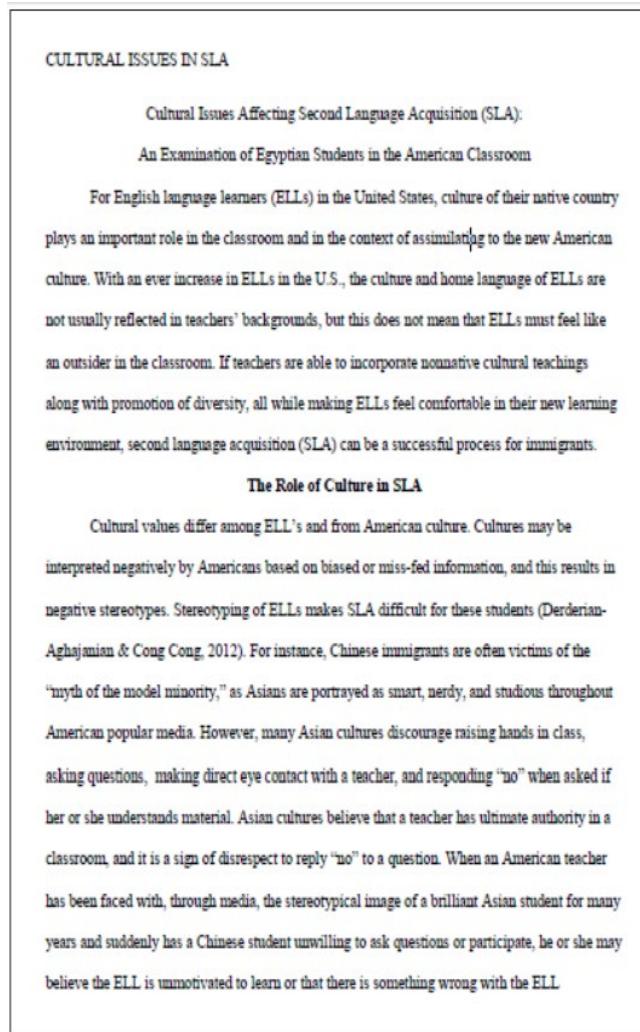 CULTURAL ISSUES IN SLA
Cultural Issues Affecting Second Language Acquisition (SLA):
An Examination of Egyptian Students in the American Classroom
For English language learners (ELLs) in the United States, culture of their native country
plays an important role in the classroom and in the context of assimilating to the new American
culture. With an ever increase in ELLs in the U.S., the culture and home language of ELLs are
not usually reflected in teachers' backgrounds, but this does not mean that ELLs must feel like
an outsider in the classroom. If teachers are able to incorporate nonnative cultural teachings
along with promotion of diversity, all while making ELLs feel comfortable in their new learning
environment, second language acquisition (SLA) can be a successful process for immigrants.
The Role of Culture in SLA
Cultural values differ among ELL's and from American culture. Cultures may be
interpreted negatively by Americans based on biased or miss-fed information, and this results in
negative stereotypes. Stereotyping of ELLs makes SLA difficult for these students (Derderian-
Aghajanian & Cong Cong, 2012). For instance, Chinese immigrants are often victims of the
“myth of the model minority,” as Asians are portrayed as smart, nerdy, and studious throughout
American popular media. However, many Asian cultures discourage raising hands in class,
asking questions,  making direct eye contact with a teacher, and responding “no” when asked if
her or she understands material. Asian cultures believe that a teacher has ultimate authority in a
classroom, and it is a sign of disrespect to reply “no” to a question. When an American teacher
has been faced with, through media, the stereotypical image of a brilliant Asian student for many
years and suddenly has a Chinese student unwilling to ask questions or participate, he or she may
believe the ELL is unmotivated to learn or that there is something wrong with the ELL